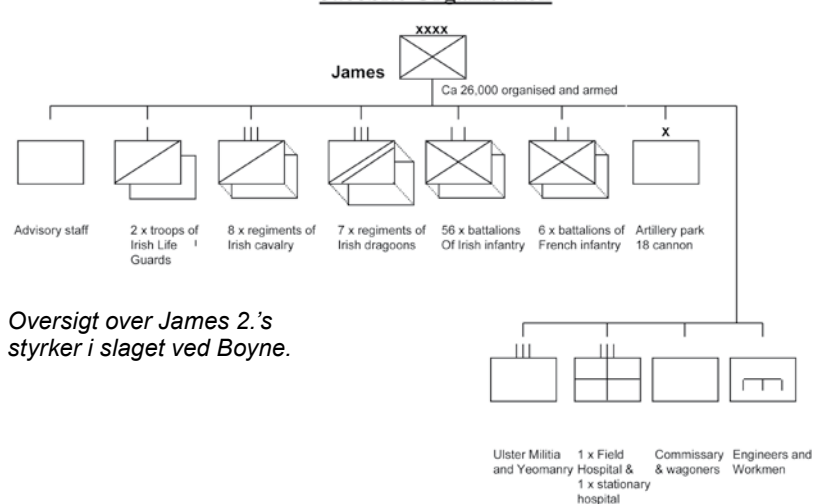 xxxx
James
Ca 26,000 organised and armed
x
Advisory staff
2 x troops of
Irish Life
Guards
8 x regiments of
Irish cavalry
7 x regiments of
Irish dragoons
56 x battalions
Of Irish infantry
6 x battalions of
French infantry
Artillery park
18 cannon
Oversigt over James 2.'s
styrker i slaget ved Boyne.
Ulster Militia
and Yeomanry
1 x Field
Hospital &
1 x stationary
hospital
Commissary
& wagoners
Engineers and
Workmen